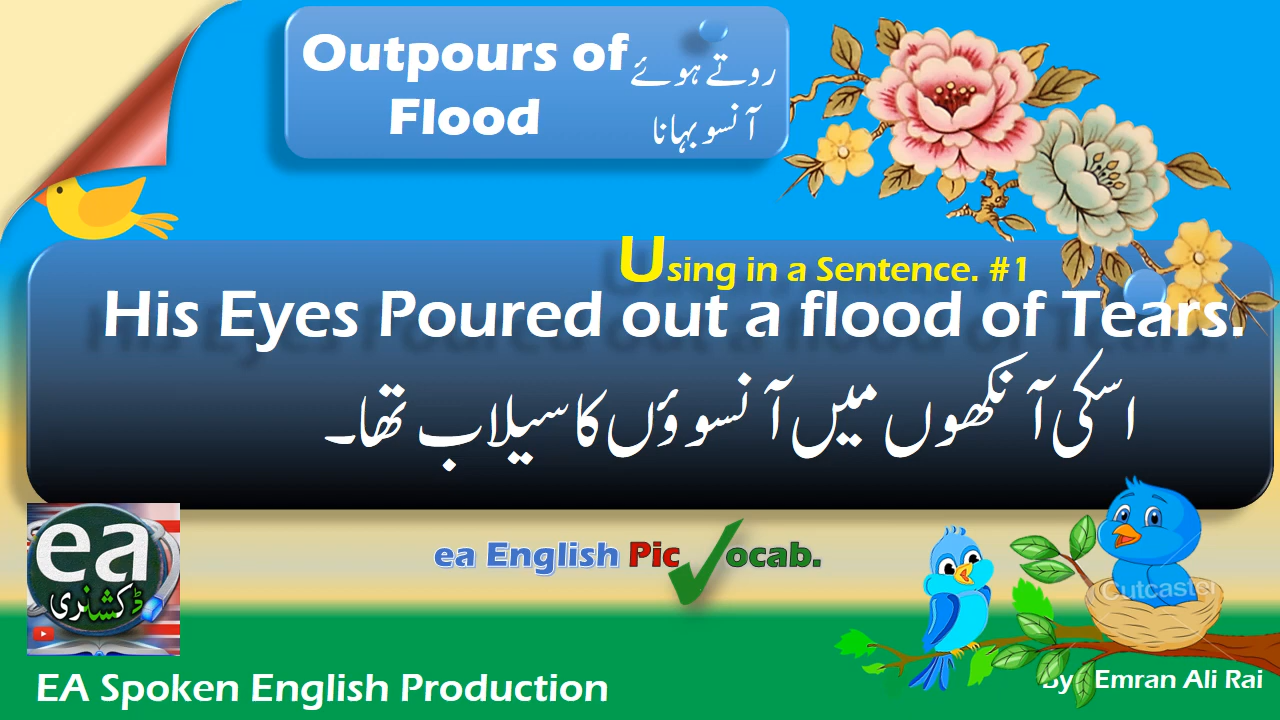 Outpours of
Flood
روتے ہوئے
آنسو بہانا
Using in a Sentence. #1
His Eyes Poured out a flood of Tears.
اسکی آنکھوں میں آنسوؤں کا سیلاب تھا۔
ea
ڈکشنری
ea English Pic ocab.
Cutcaster
EA Spoken English Production
By: Emran Ali Rai